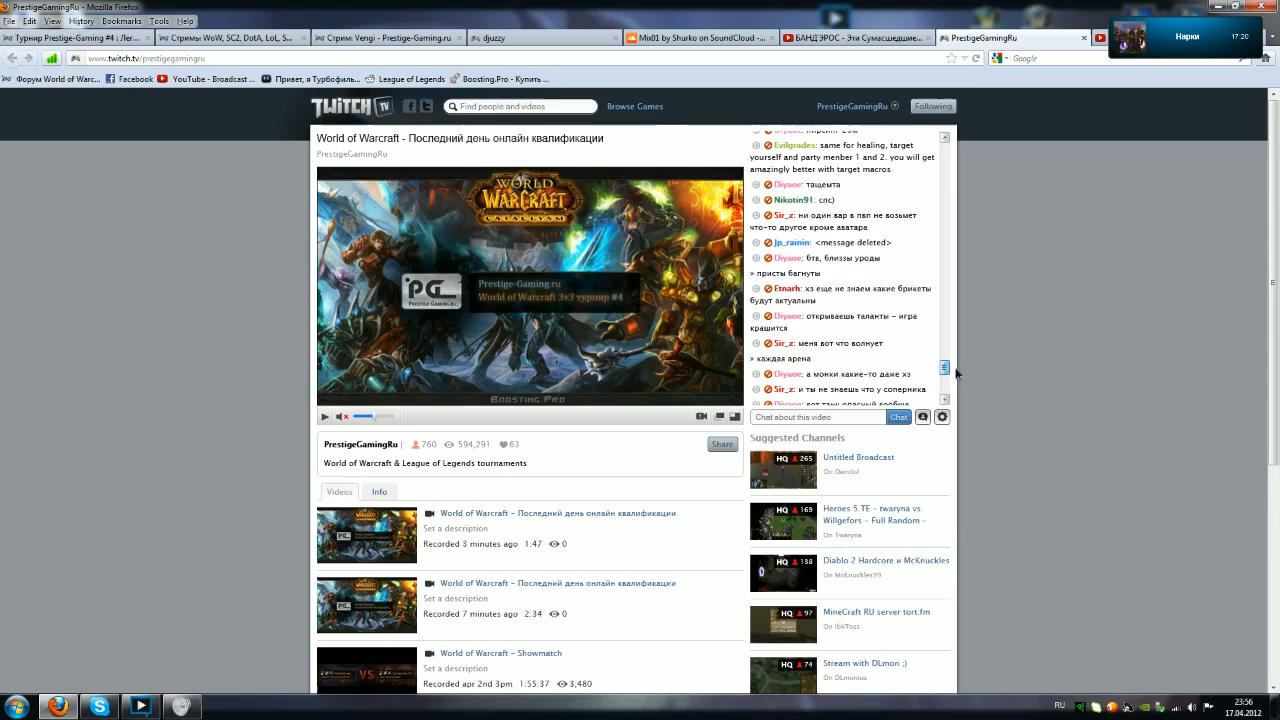 PrestigeGamingRu - Mozilla Firefox
File Edit View History Bookmarks Tools Help
Турнир Prestige-Gaming #4 : Лег...
Стримы WoW, SC2, DotA, LoL, S...
Стрим: Vengi - Prestige-Gaming.ru
djuzzy
Mix01 by Shurko on SoundCloud - ...
БАНД'ЭРОС - Эти Сумасшедшие...
PrestigeGamingRu
Нарки
17:20
www.twitch.tv/prestigegamingru
Google
Форум World of Warc...
Facebook
YouTube - Broadcast ...
Привет, я Турбофиль...
League of Legends
Boosting.Pro - Купить ...
TWITCH TV
Find people and videos
Browse Games
PrestigeGamingRu
Following
World of Warcraft - Последний день онлайн квалификации
PrestigeGamingRu
WORLD OF WARCRAFT
CATACLYSM
PG
PRESTIGE-GAMING.RU
Prestige-Gaming.ru
World of Warcraft 3v3 турнир #4
BOOSTING PRO
Evilgrades: same for healing, target
yourself and party menber 1 and 2. you will get
amazingly better with target macros
Diyaoe: тащемта
Nikotin91: спс)
Sir_z: ни один вар в пвп не возьмет
что-то другое кроме аватара
Jp_rainin: <message deleted>
Diyaoe: бтв, близзы уроды
» присты багнуты
Etnarh: хз еще не знаем какие брикеты
будут актуальны
Diyaoe: открываешь таланты - игра
крашится
Sir_z: меня вот что волнует
» каждая арена
Diyaoe: а монки какие-то даже хз
Sir_z: и ты не знаешь что у соперника
Diyaoe: вот танк опасный вообще
Chat about this video
Chat
PrestigeGamingRu | 760 594,291 63
Share
World of Warcraft & League of Legends tournaments
Videos Info
World of Warcraft - Последний день онлайн квалификации
Set a description
Recorded 3 minutes ago 1:47 0
World of Warcraft - Последний день онлайн квалификации
Set a description
Recorded 7 minutes ago 2:34 0
World of Warcraft - Showmatch
Set a description
Recorded apr 2nd 3pm 1:55:37 3,480
VS
Suggested Channels
HQ 265
Untitled Broadcast
On Ownilo!
HQ 169
Heroes 5.TE - twaryna vs.
Willgefors - Full Random -
On Twaryna
HQ 138
Diablo 2 Hardcore и McKnuckles
On McKnuckles99
HQ 97
MineCraft RU server tort.fm
On IbkToss
HQ 74
Stream with DLmon ;)
On DLmonius
RU
23:56
17.04.2012